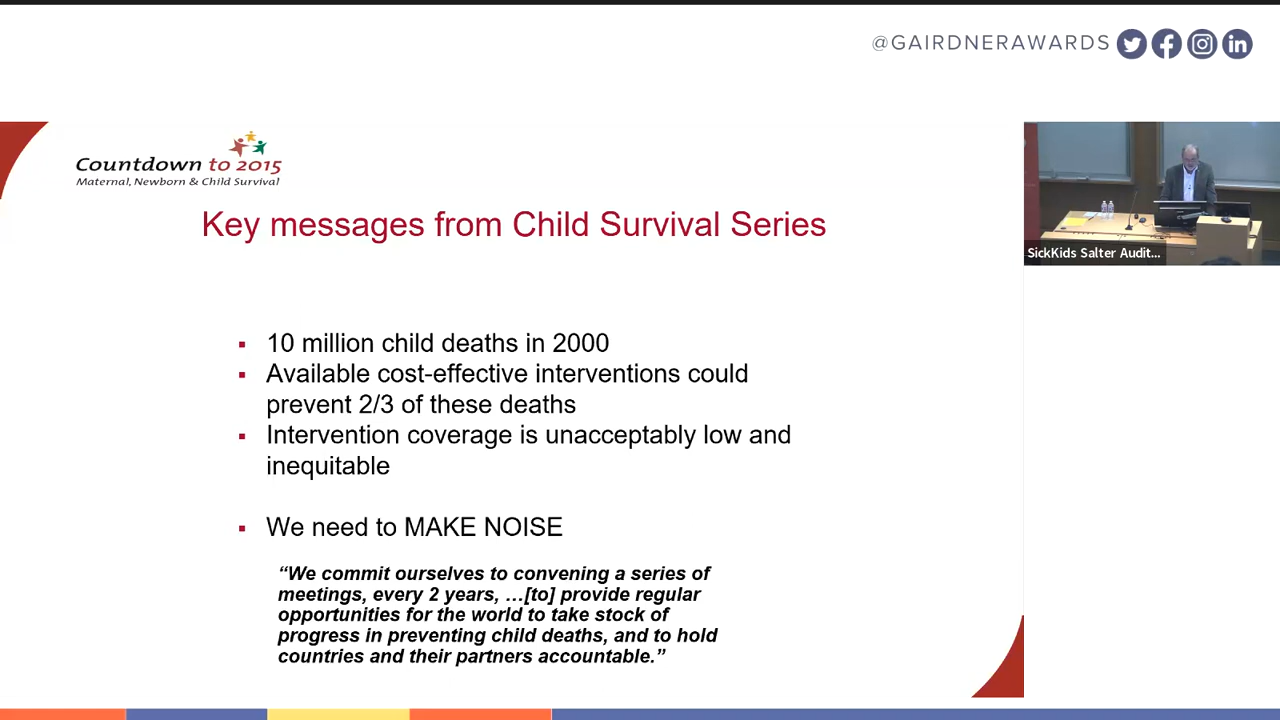 @GAIRDNERAWARDS
Countdown to 2015
Maternal, Newborn & Child Survival
Key messages from Child Survival Series
▪ 10 million child deaths in 2000
▪ Available cost-effective interventions could
prevent 2/3 of these deaths
▪ Intervention coverage is unacceptably low and
inequitable
▪ We need to MAKE NOISE
“We commit ourselves to convening a series of
meetings, every 2 years, …[to] provide regular
opportunities for the world to take stock of
progress in preventing child deaths, and to hold
countries and their partners accountable.”
SickKids Salter Audit...